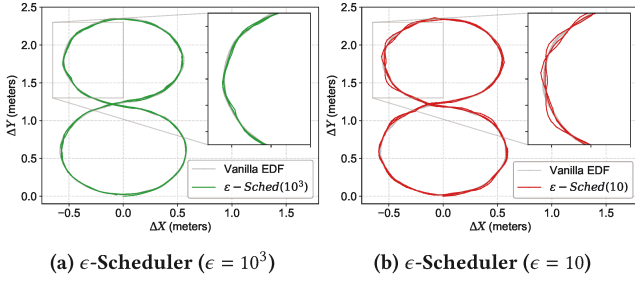 2.5
2.0
1.5
1.0
0.5
0.0
ΔY (meters)
−0.5 0.0 0.5 1.0 1.5
ΔX (meters)
Vanilla EDF
ϵ − Sched(10³)
(a) ϵ-Scheduler (ϵ = 10³)
2.5
2.0
1.5
1.0
0.5
0.0
ΔY (meters)
−0.5 0.0 0.5 1.0 1.5
ΔX (meters)
Vanilla EDF
ϵ − Sched(10)
(b) ϵ-Scheduler (ϵ = 10)